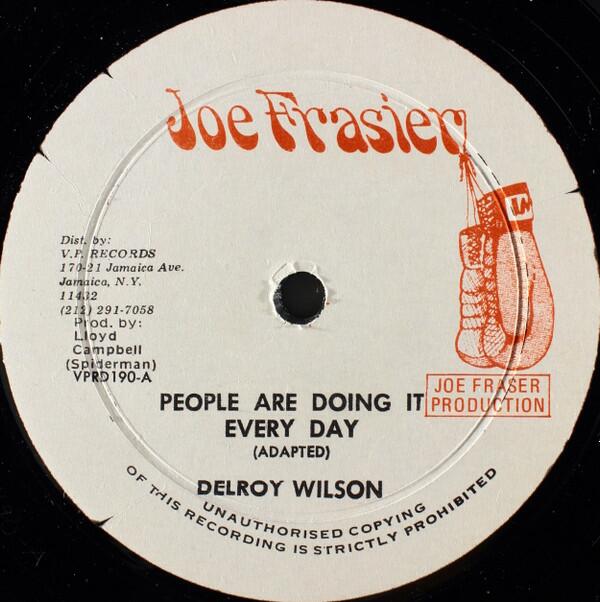 Joe Frasier
Dist. by:
V.P. RECORDS
170-21 Jamaica Ave.
Jamaica, N.Y.
11432
(212) 291-7058
Prod. by:
Lloyd
Campbell
(Spiderman)
VPRD190-A
JOE FRASER
PRODUCTION
PEOPLE ARE DOING IT
EVERY DAY
(ADAPTED)
DELROY WILSON
UNAUTHORISED COPYING
OF THIS RECORDING IS STRICTLY PROHIBITED